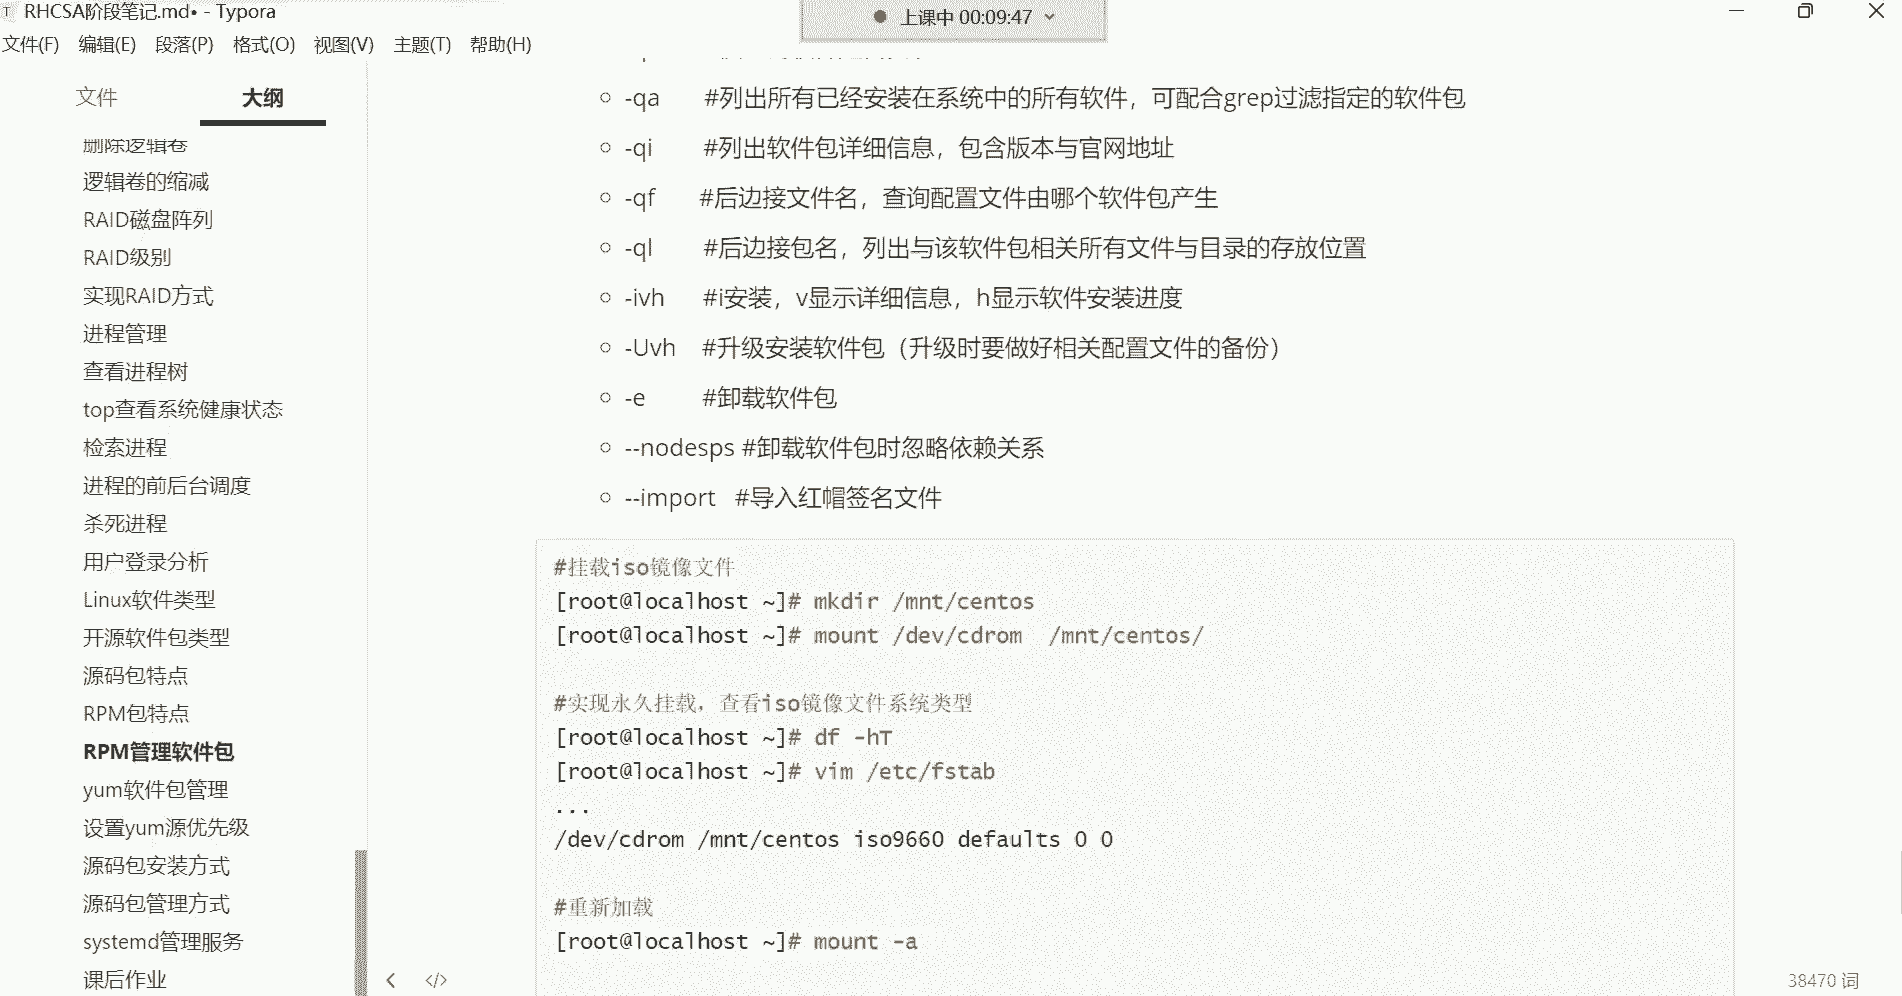 RHCSA阶段笔记.md• - Typora
上课中 00:09:47
文件(F) 编辑(E) 段落(P) 格式(O) 视图(V) 主题(T) 帮助(H)
文件 大纲
删除逻辑卷
逻辑卷的缩减
RAID磁盘阵列
RAID级别
实现RAID方式
进程管理
查看进程树
top查看系统健康状态
检索进程
进程的前后台调度
杀死进程
用户登录分析
Linux软件类型
开源软件包类型
源码包特点
RPM包特点
RPM管理软件包
yum软件包管理
设置yum源优先级
源码包安装方式
源码包管理方式
systemd管理服务
课后作业
-qa #列出所有已经安装在系统中的所有软件，可配合grep过滤指定的软件包
-qi #列出软件包详细信息，包含版本与官网地址
-qf #后边接文件名，查询配置文件由哪个软件包产生
-ql #后边接包名，列出与该软件包相关所有文件与目录的存放位置
-ivh #i安装，v显示详细信息，h显示软件安装进度
-Uvh #升级安装软件包（升级时要做好相关配置文件的备份）
-e #卸载软件包
--nodesps #卸载软件包时忽略依赖关系
--import #导入红帽签名文件
#挂载iso镜像文件
[root@localhost ~]# mkdir /mnt/centos
[root@localhost ~]# mount /dev/cdrom  /mnt/centos/
#实现永久挂载，查看iso镜像文件系统类型
[root@localhost ~]# df -hT
[root@localhost ~]# vim /etc/fstab
...
/dev/cdrom /mnt/centos iso9660 defaults 0 0
#重新加载
[root@localhost ~]# mount -a
38470 词